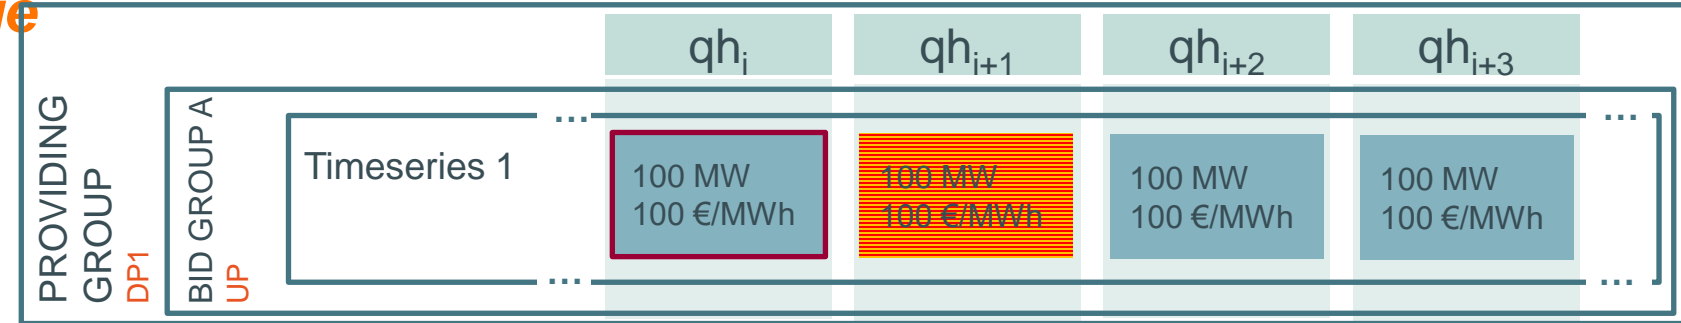 qhi qhi+1 qhi+2 qhi+3
PROVIDING
GROUP
DP1
BID GROUP A
UP
... ...
Timeseries 1
100 MW
100 €/MWh
100 MW
100 €/MWh
100 MW
100 €/MWh
100 MW
100 €/MWh
... ...